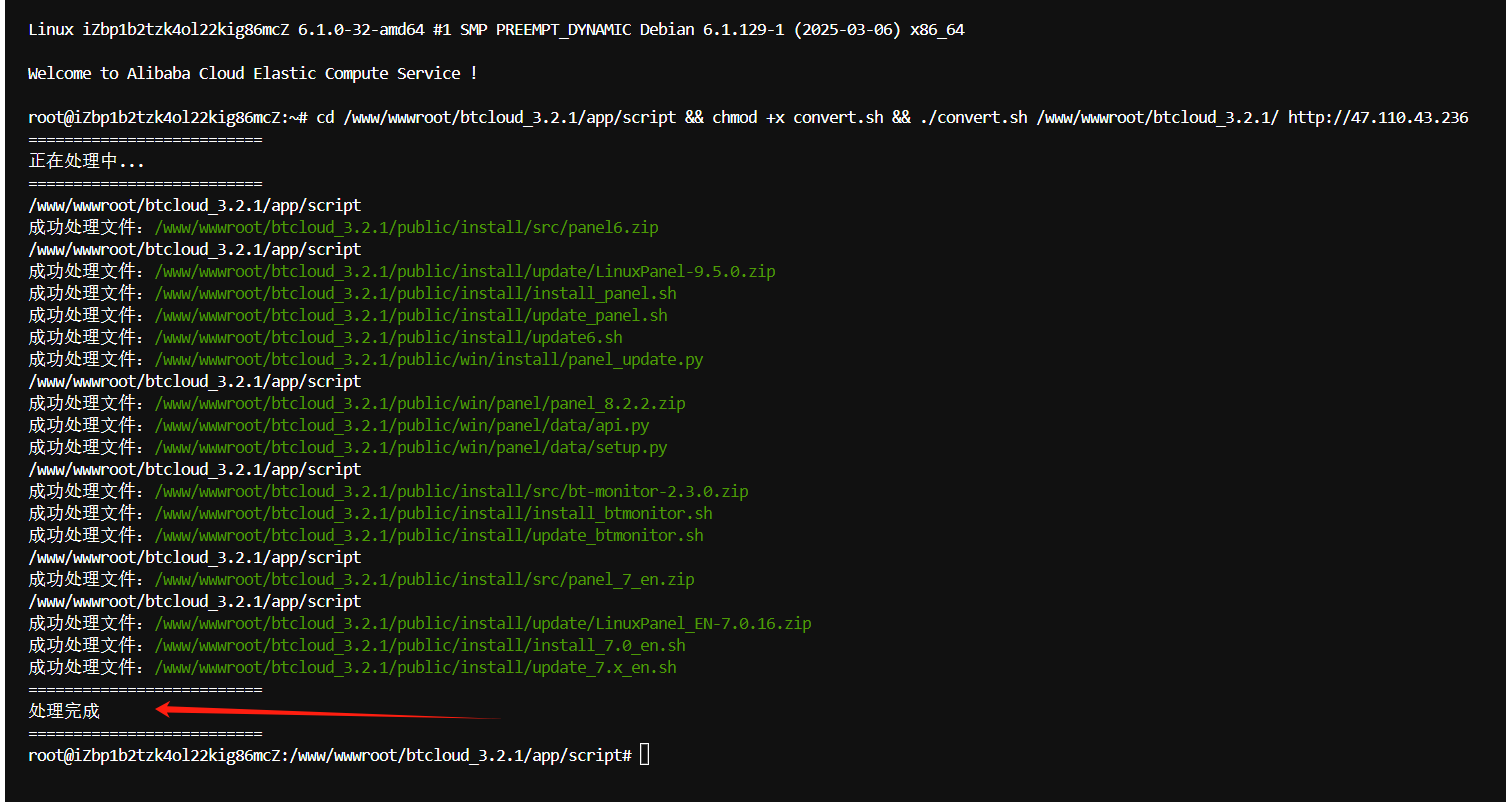 Linux iZbp1b2tzk4ol22kig86mcZ 6.1.0-32-amd64 #1 SMP PREEMPT_DYNAMIC Debian 6.1.129-1 (2025-03-06) x86_64
Welcome to Alibaba Cloud Elastic Compute Service !
root@iZbp1b2tzk4ol22kig86mcZ:~# cd /www/wwwroot/btcloud_3.2.1/app/script && chmod +x convert.sh && ./convert.sh /www/wwwroot/btcloud_3.2.1/ http://47.110.43.236
==========================
正在处理中...
==========================
/www/wwwroot/btcloud_3.2.1/app/script
成功处理文件：/www/wwwroot/btcloud_3.2.1/public/install/src/panel6.zip
/www/wwwroot/btcloud_3.2.1/app/script
成功处理文件：/www/wwwroot/btcloud_3.2.1/public/install/update/LinuxPanel-9.5.0.zip
成功处理文件：/www/wwwroot/btcloud_3.2.1/public/install/install_panel.sh
成功处理文件：/www/wwwroot/btcloud_3.2.1/public/install/update_panel.sh
成功处理文件：/www/wwwroot/btcloud_3.2.1/public/install/update6.sh
成功处理文件：/www/wwwroot/btcloud_3.2.1/public/win/install/panel_update.py
/www/wwwroot/btcloud_3.2.1/app/script
成功处理文件：/www/wwwroot/btcloud_3.2.1/public/win/panel/panel_8.2.2.zip
成功处理文件：/www/wwwroot/btcloud_3.2.1/public/win/panel/data/api.py
成功处理文件：/www/wwwroot/btcloud_3.2.1/public/win/panel/data/setup.py
/www/wwwroot/btcloud_3.2.1/app/script
成功处理文件：/www/wwwroot/btcloud_3.2.1/public/install/src/bt-monitor-2.3.0.zip
成功处理文件：/www/wwwroot/btcloud_3.2.1/public/install/install_btmonitor.sh
成功处理文件：/www/wwwroot/btcloud_3.2.1/public/install/update_btmonitor.sh
/www/wwwroot/btcloud_3.2.1/app/script
成功处理文件：/www/wwwroot/btcloud_3.2.1/public/install/src/panel_7_en.zip
/www/wwwroot/btcloud_3.2.1/app/script
成功处理文件：/www/wwwroot/btcloud_3.2.1/public/install/update/LinuxPanel_EN-7.0.16.zip
成功处理文件：/www/wwwroot/btcloud_3.2.1/public/install/install_7.0_en.sh
成功处理文件：/www/wwwroot/btcloud_3.2.1/public/install/update_7.x_en.sh
==========================
处理完成
==========================
root@iZbp1b2tzk4ol22kig86mcZ:/www/wwwroot/btcloud_3.2.1/app/script#